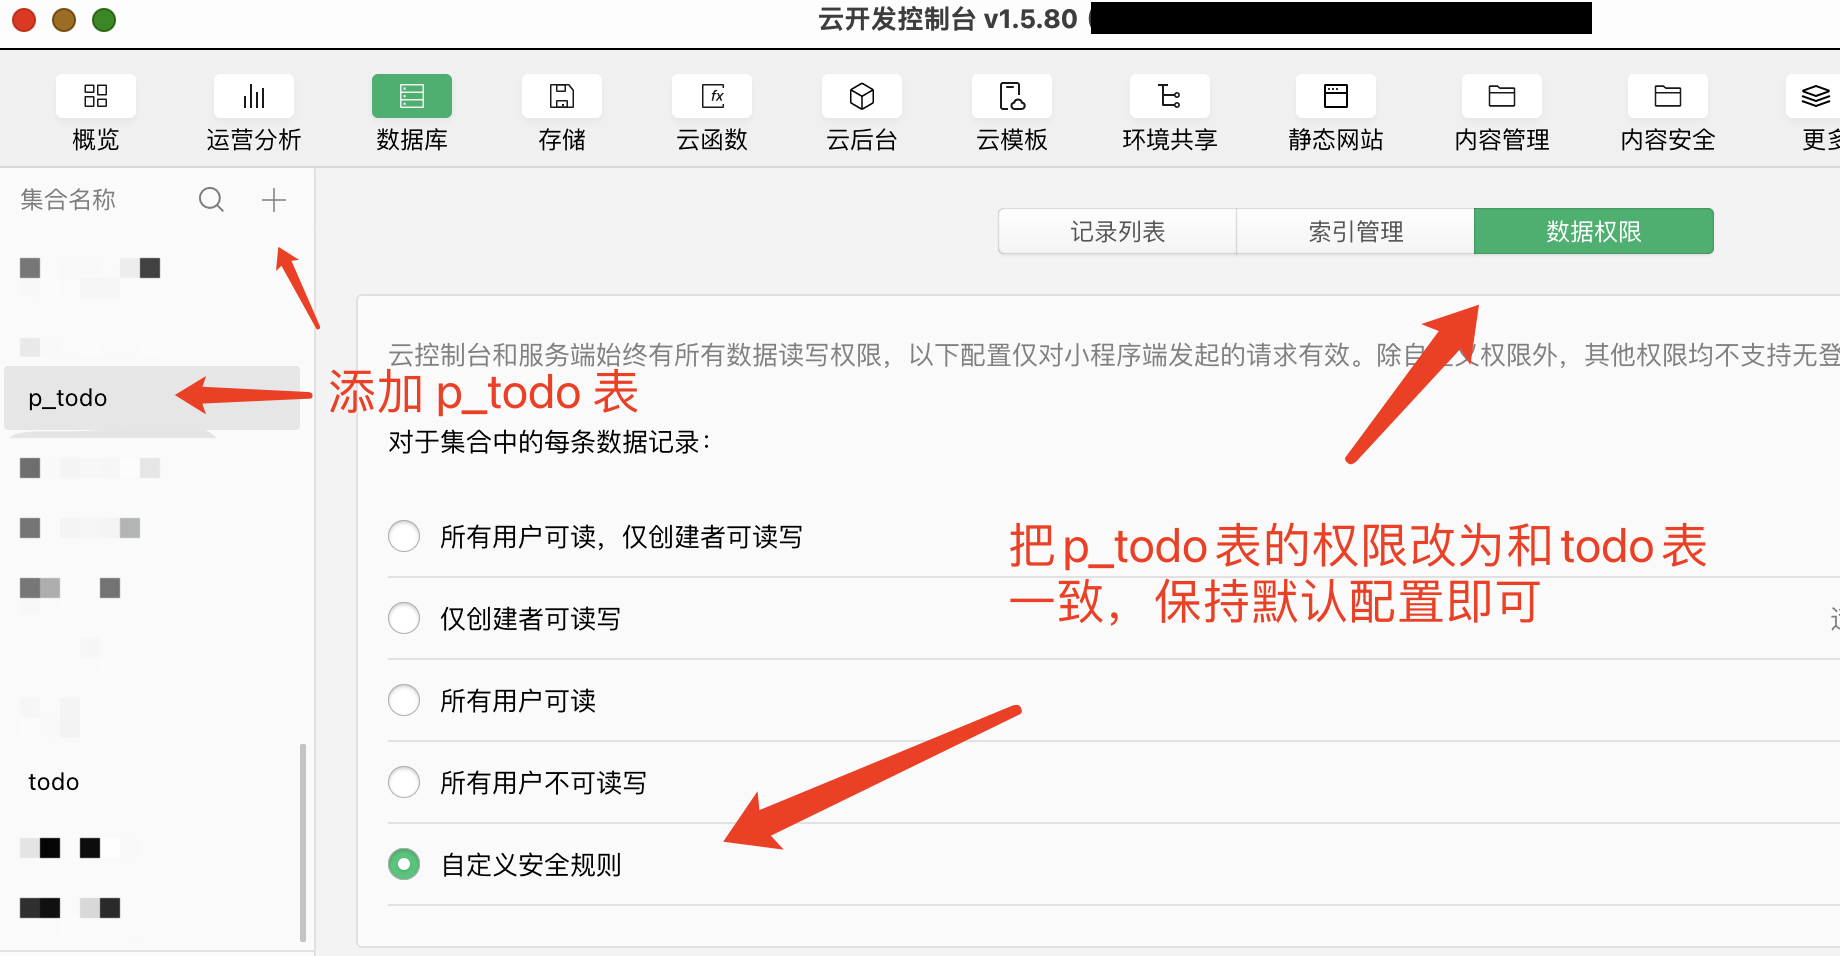 云开发控制台 v1.5.80
概览
运营分析
数据库
存储
云函数
云后台
云模板
环境共享
静态网站
内容管理
内容安全
更多
集合名称
记录列表
索引管理
数据权限
云控制台和服务端始终有所有数据读写权限，以下配置仅对小程序端发起的请求有效。除自定义权限外，其他权限均不支持无登
p_todo
添加 p_todo 表
对于集合中的每条数据记录：
所有用户可读，仅创建者可读写
把 p_todo 表的权限改为和 todo 表
一致，保持默认配置即可
仅创建者可读写
所有用户可读
todo
所有用户不可读写
自定义安全规则